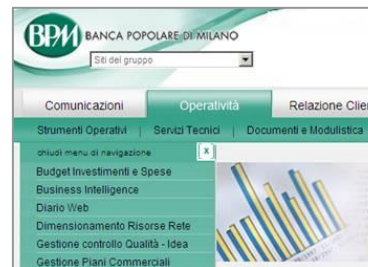 BPM BANCA POPOLARE DI MILANO
Siti del gruppo
Comunicazioni Operatività Relazione Clie
Strumenti Operativi | Servizi Tecnici | Documenti e Modulistica
chiudi menu di navigazione x
Budget Investimenti e Spese
Business Intelligence
Diario Web
Dimensionamento Risorse Rete
Gestione controllo Qualità - Idea
Gestione Piani Commerciali